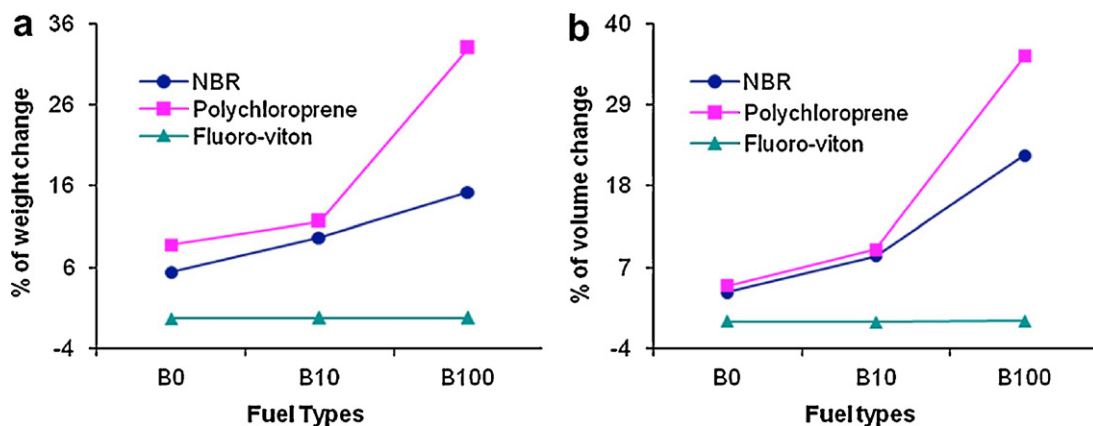 a
36
26
16
6
-4
% of weight change
NBR
Polychloroprene
Fluoro-viton
B0 B10 B100
Fuel Types
b
40
29
18
7
-4
% of volume change
NBR
Polychloroprene
Fluoro-viton
B0 B10 B100
Fuel types